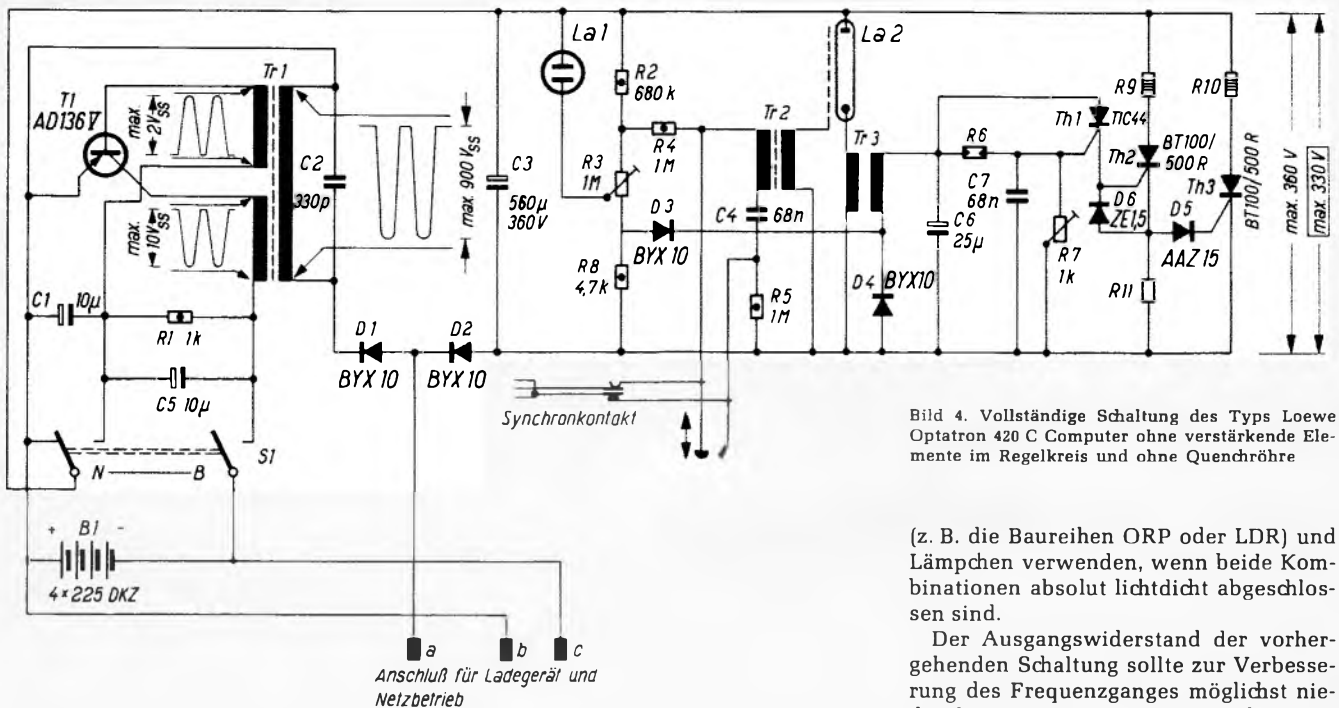 T1
AD136 V
max. 2V SS
max. 10V SS
Tr 1
C2
330p
max. 900 V SS
C3
560 µ
360V
La 1
R2
680 k
R4
1M
R3
1M
D3
BYX 10
R8
4,7k
Tr 2
C4
68n
R5
1M
La 2
Tr 3
D4
BYX10
R6
C7
68n
C6
25µ
R7
1k
Th1
TIC44
R9
R10
Th2
BT100/
500 R
Th3
BT100/500 R
D6
ZE1,5
D5
AAZ 15
R11
max. 360 V
max. 330 V
C1
10µ
R1 1k
C5 10µ
D1
BYX 10
D2
BYX 10
Synchronkontakt
N
B
S1
+ B1 -
4 × 225 DKZ
a
b
c
Anschluß für Ladegerät und
Netzbetrieb
Bild 4. Vollständige Schaltung des Typs Loewe
Optatron 420 C Computer ohne verstärkende Ele-
mente im Regelkreis und ohne Quenchröhre
(z. B. die Baureihen ORP oder LDR) und
Lämpchen verwenden, wenn beide Kom-
binationen absolut lichtdicht abgeschlos-
sen sind.
Der Ausgangswiderstand der vorher-
gehenden Schaltung sollte zur Verbesse-
rung des Frequenzganges möglichst nie-